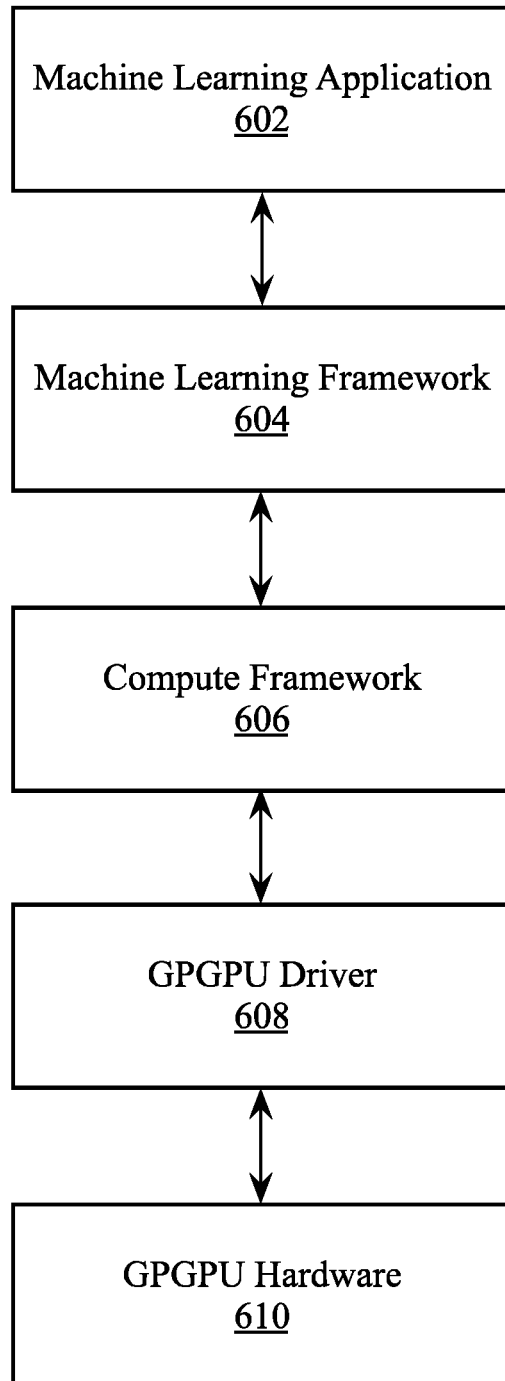 Machine Learning Application
602
Machine Learning Framework
604
Compute Framework
606
GPGPU Driver
608
GPGPU Hardware
610